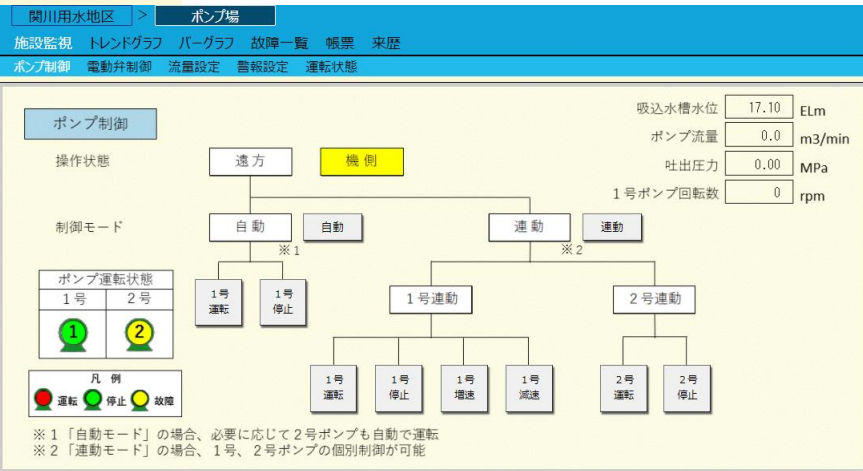 関川用水地区 > ポンプ場
施設監視 トレンドグラフ バーグラフ 故障一覧 帳票 来歴
ポンプ制御 電動弁制御 流量設定 警報設定 運転状態
ポンプ制御
吸込水槽水位 17.10 ELm
ポンプ流量 0.0 m3/min
吐出圧力 0.00 MPa
1号ポンプ回転数 0 rpm
操作状態 遠方 機側
制御モード 自動 自動 連動 連動
※1 ※2
ポンプ運転状態
1号 2号
1 2
1号
運転
1号
停止
1号連動 2号連動
1号
運転
1号
停止
1号
増速
1号
減速
2号
運転
2号
停止
凡例
運転 停止 故障
※1「自動モード」の場合、必要に応じて2号ポンプも自動で運転
※2「連動モード」の場合、1号、2号ポンプの個別制御が可能